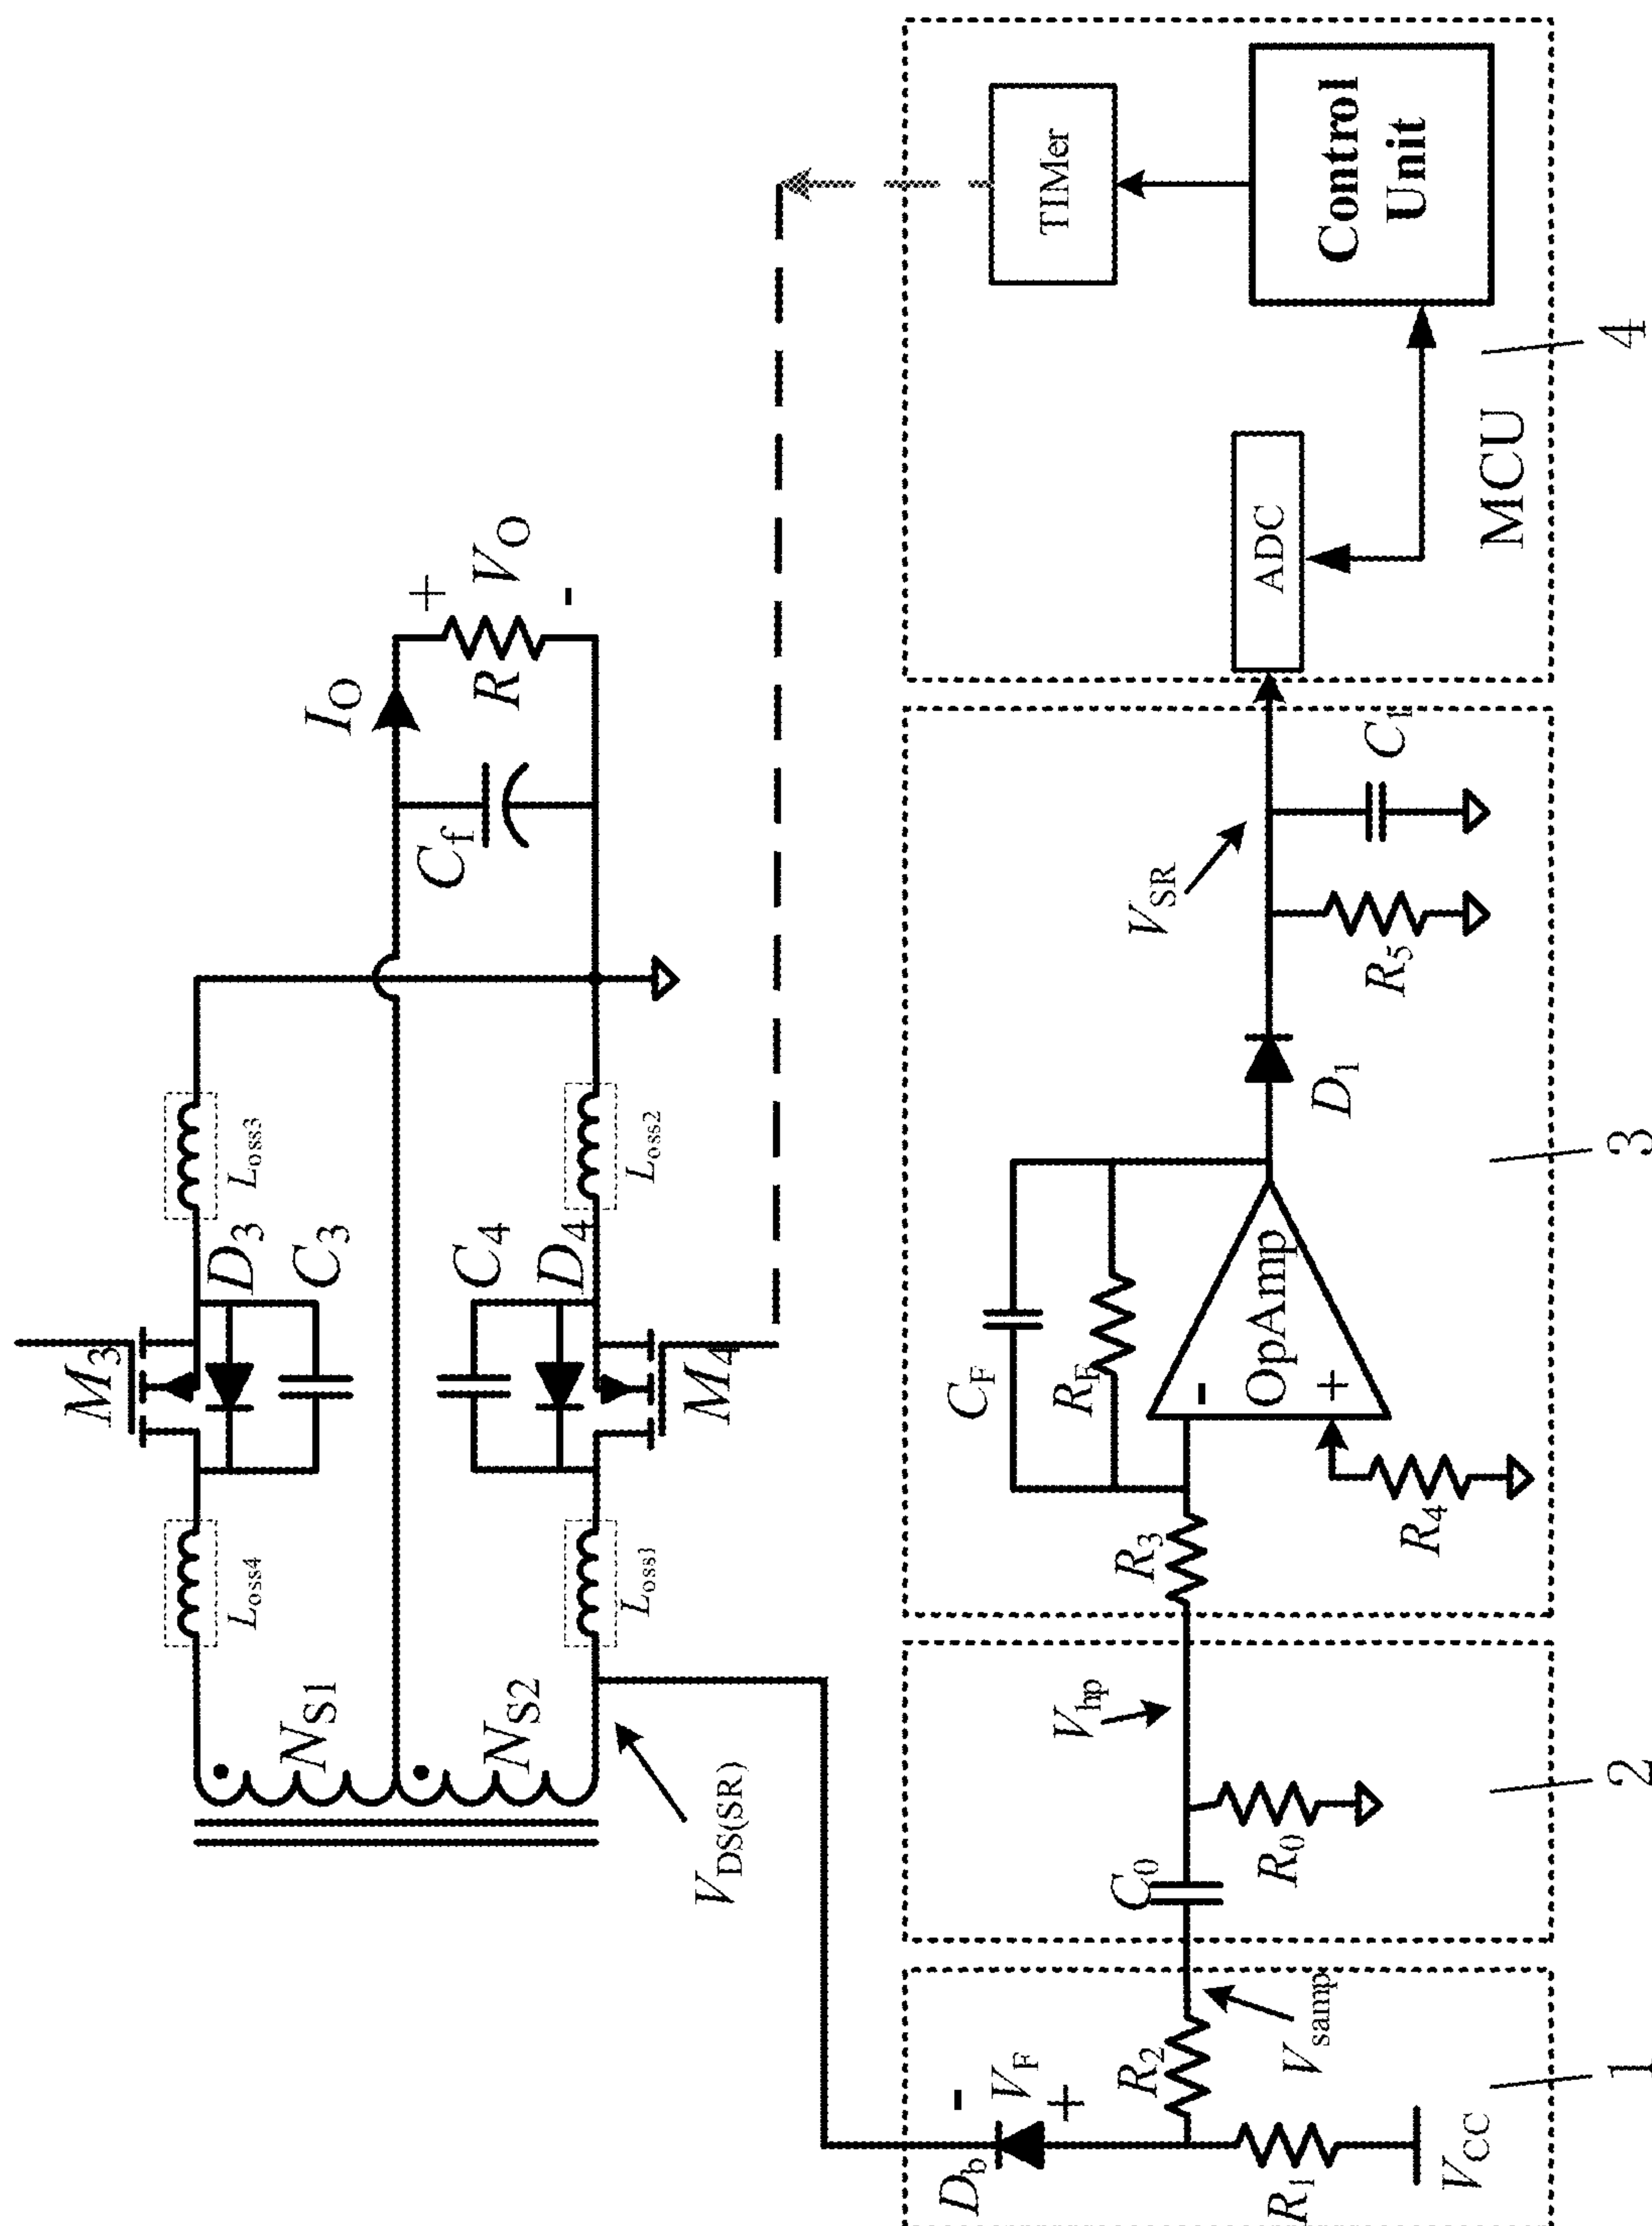 M3
D3
C3
Loss4
Loss3
NS1
NS2
C4
D4
M4
Loss1
Loss2
IO
Cf
R
+
VO
-
VDS(SR)
Db
-
VF
+
R2
R1
VCC
Vsamp
1
C0
R0
Vhp
2
R3
CF
RF
-
OpAmp
+
R4
D1
VSR
R5
C1
3
ADC
TIMer
Control
Unit
MCU
4